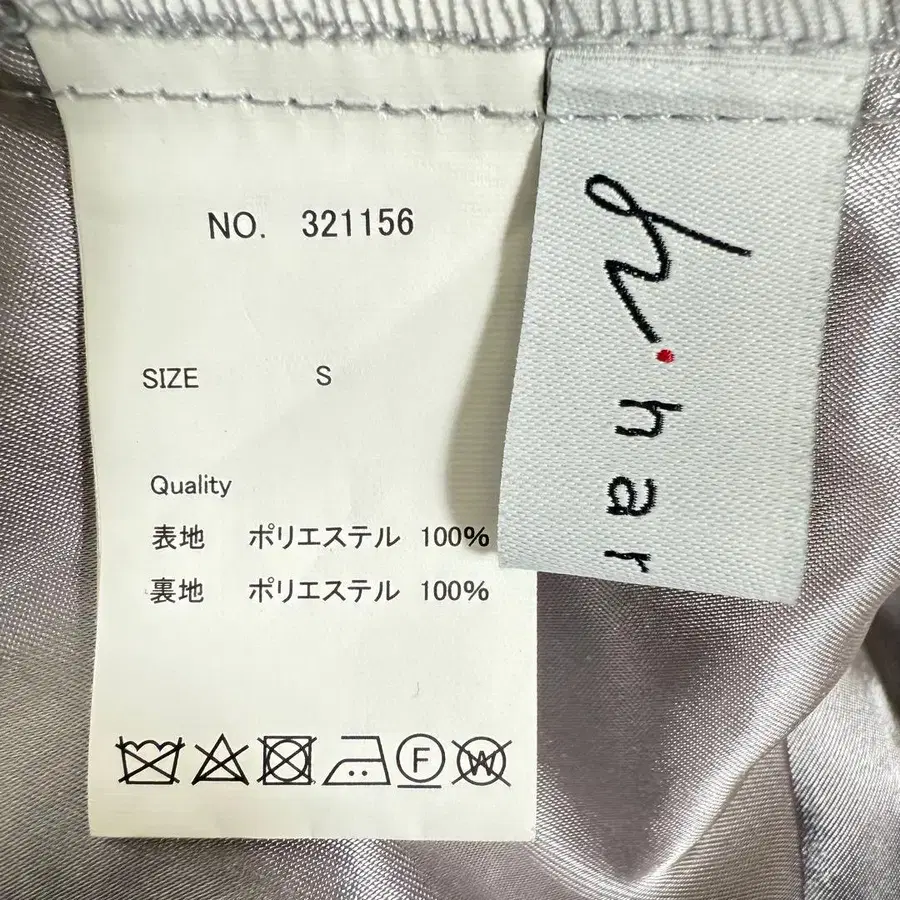 NO. 321156
SIZE S
Quality
表地 ポリエステル 100%
裏地 ポリエステル 100%
F
W
h.har